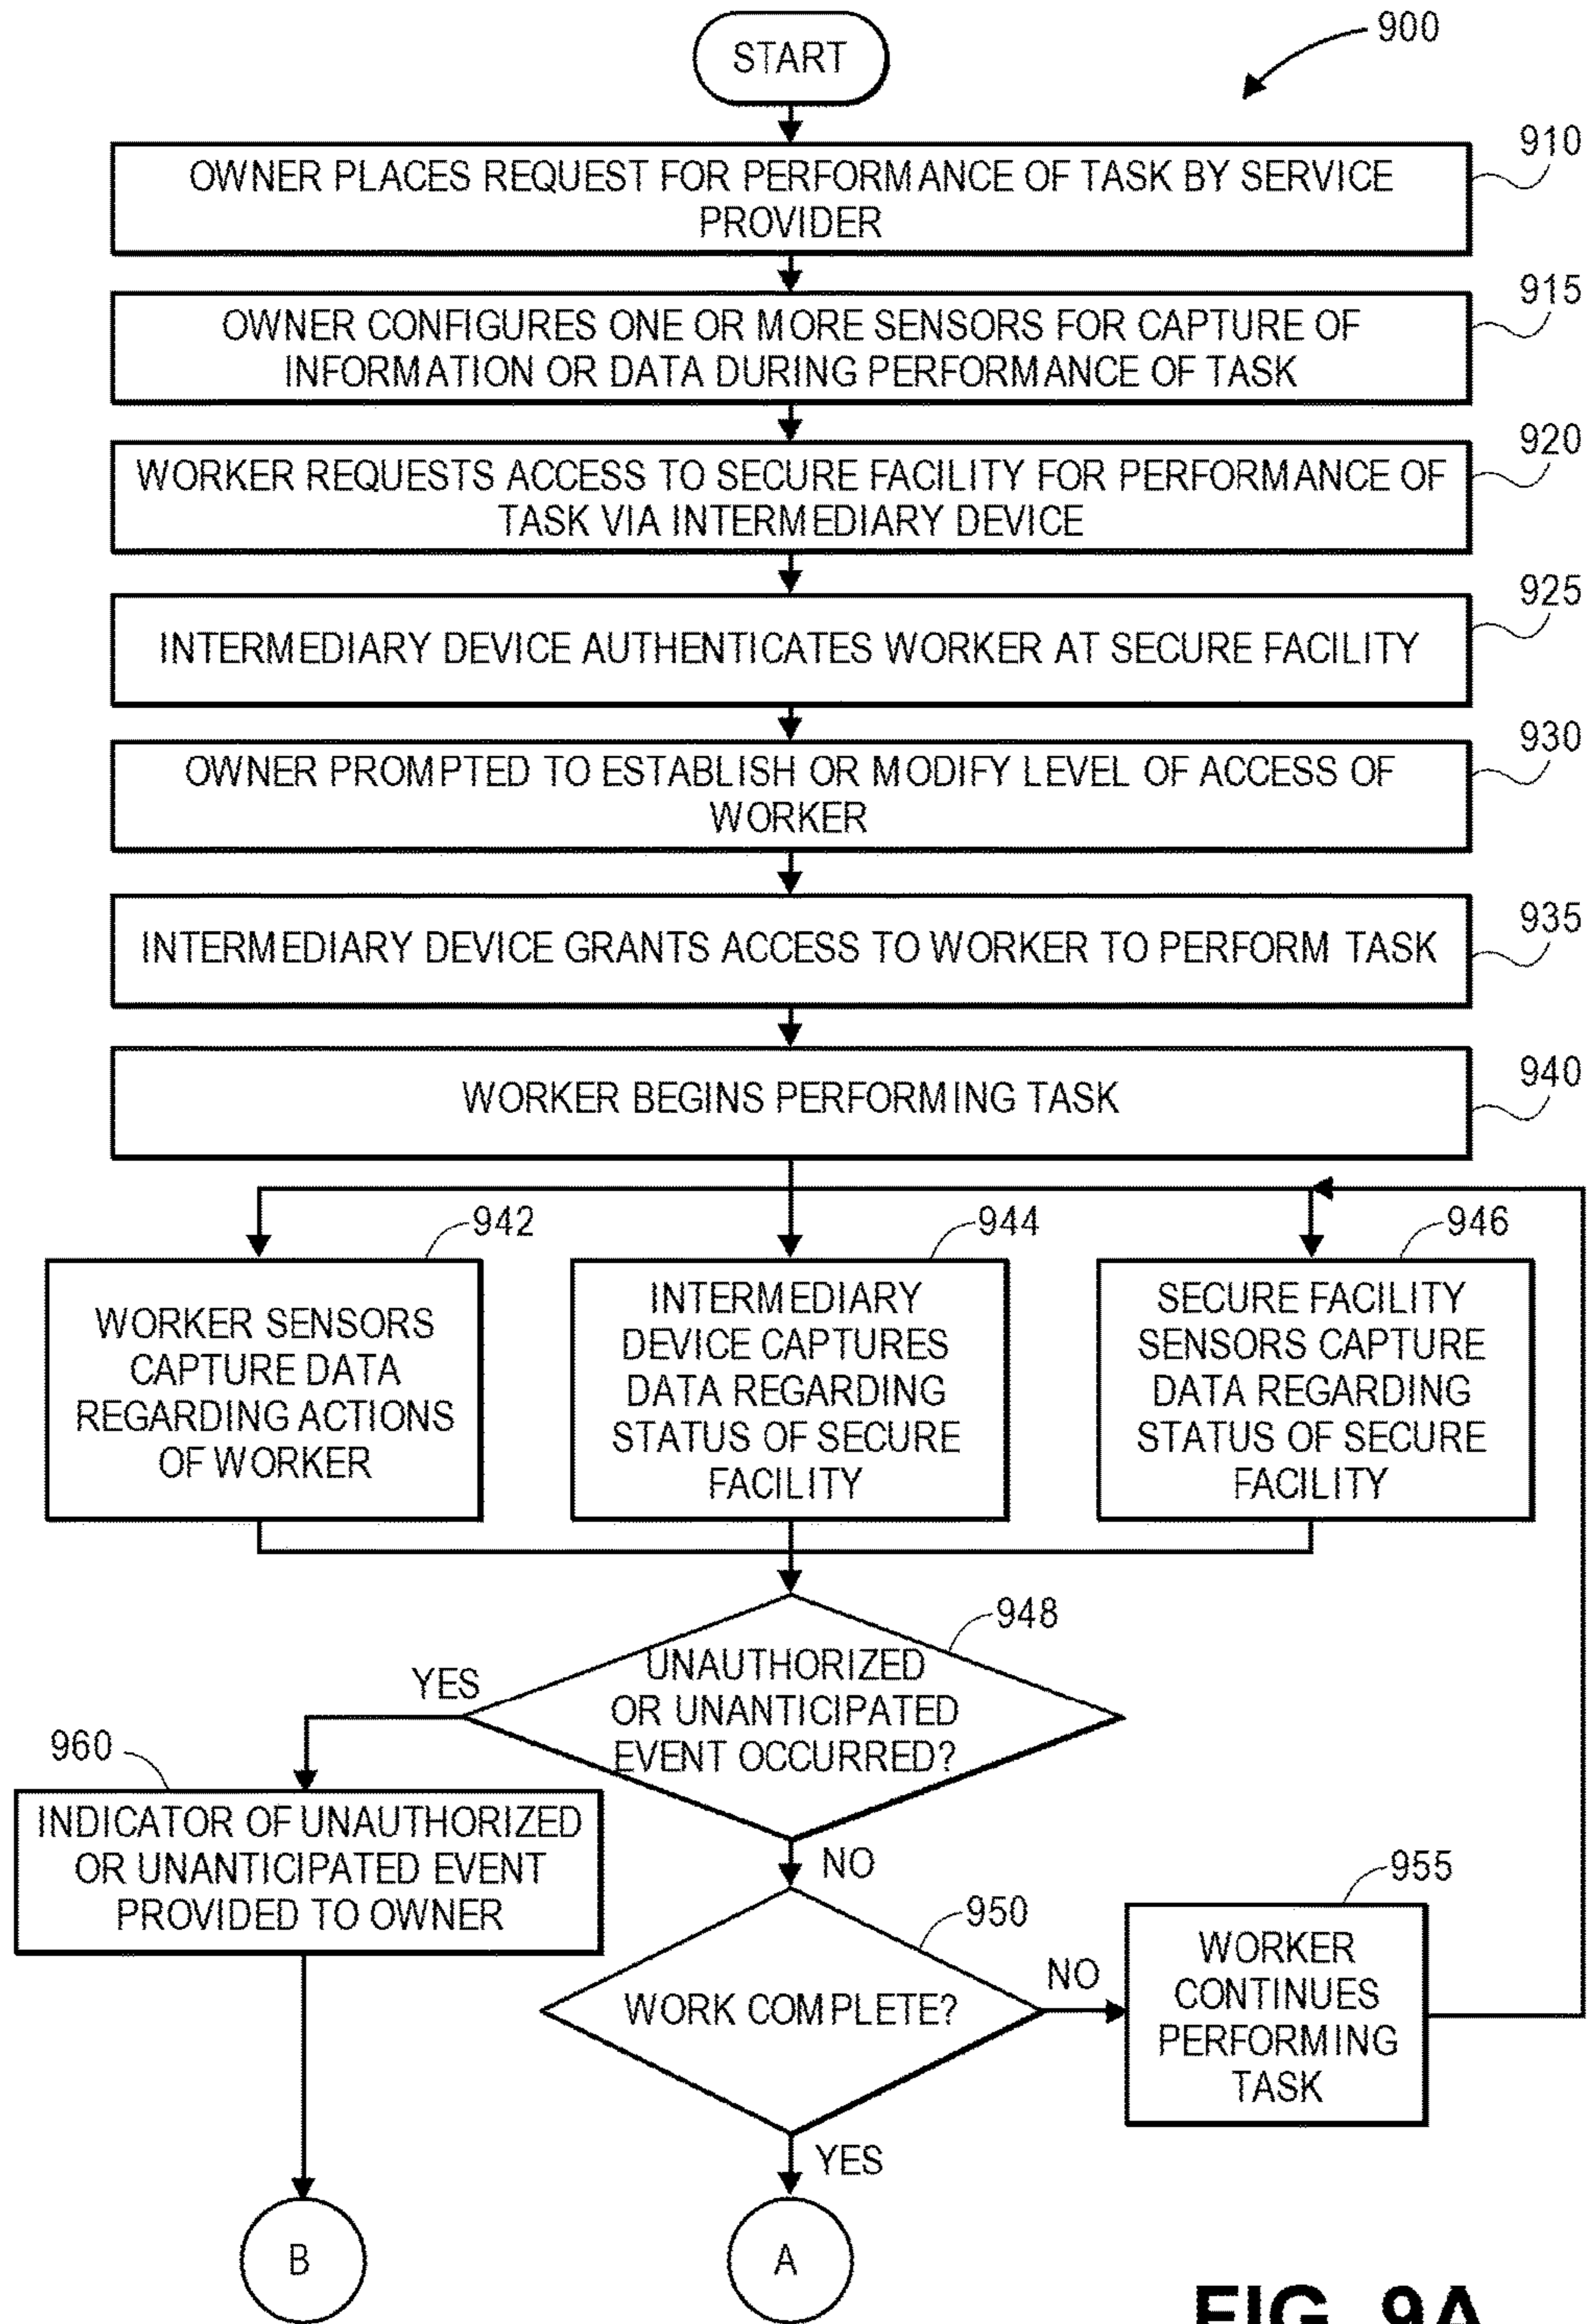 START
900
OWNER PLACES REQUEST FOR PERFORMANCE OF TASK BY SERVICE
PROVIDER
910
OWNER CONFIGURES ONE OR MORE SENSORS FOR CAPTURE OF
INFORMATION OR DATA DURING PERFORMANCE OF TASK
915
WORKER REQUESTS ACCESS TO SECURE FACILITY FOR PERFORMANCE OF
TASK VIA INTERMEDIARY DEVICE
920
INTERMEDIARY DEVICE AUTHENTICATES WORKER AT SECURE FACILITY
925
OWNER PROMPTED TO ESTABLISH OR MODIFY LEVEL OF ACCESS OF
WORKER
930
INTERMEDIARY DEVICE GRANTS ACCESS TO WORKER TO PERFORM TASK
935
WORKER BEGINS PERFORMING TASK
940
942
WORKER SENSORS
CAPTURE DATA
REGARDING ACTIONS
OF WORKER
944
INTERMEDIARY
DEVICE CAPTURES
DATA REGARDING
STATUS OF SECURE
FACILITY
946
SECURE FACILITY
SENSORS CAPTURE
DATA REGARDING
STATUS OF SECURE
FACILITY
948
UNAUTHORIZED
OR UNANTICIPATED
EVENT OCCURRED?
YES
960
INDICATOR OF UNAUTHORIZED
OR UNANTICIPATED EVENT
PROVIDED TO OWNER
NO
950
WORK COMPLETE?
NO
955
WORKER
CONTINUES
PERFORMING
TASK
YES
B
A
FIG. 9A